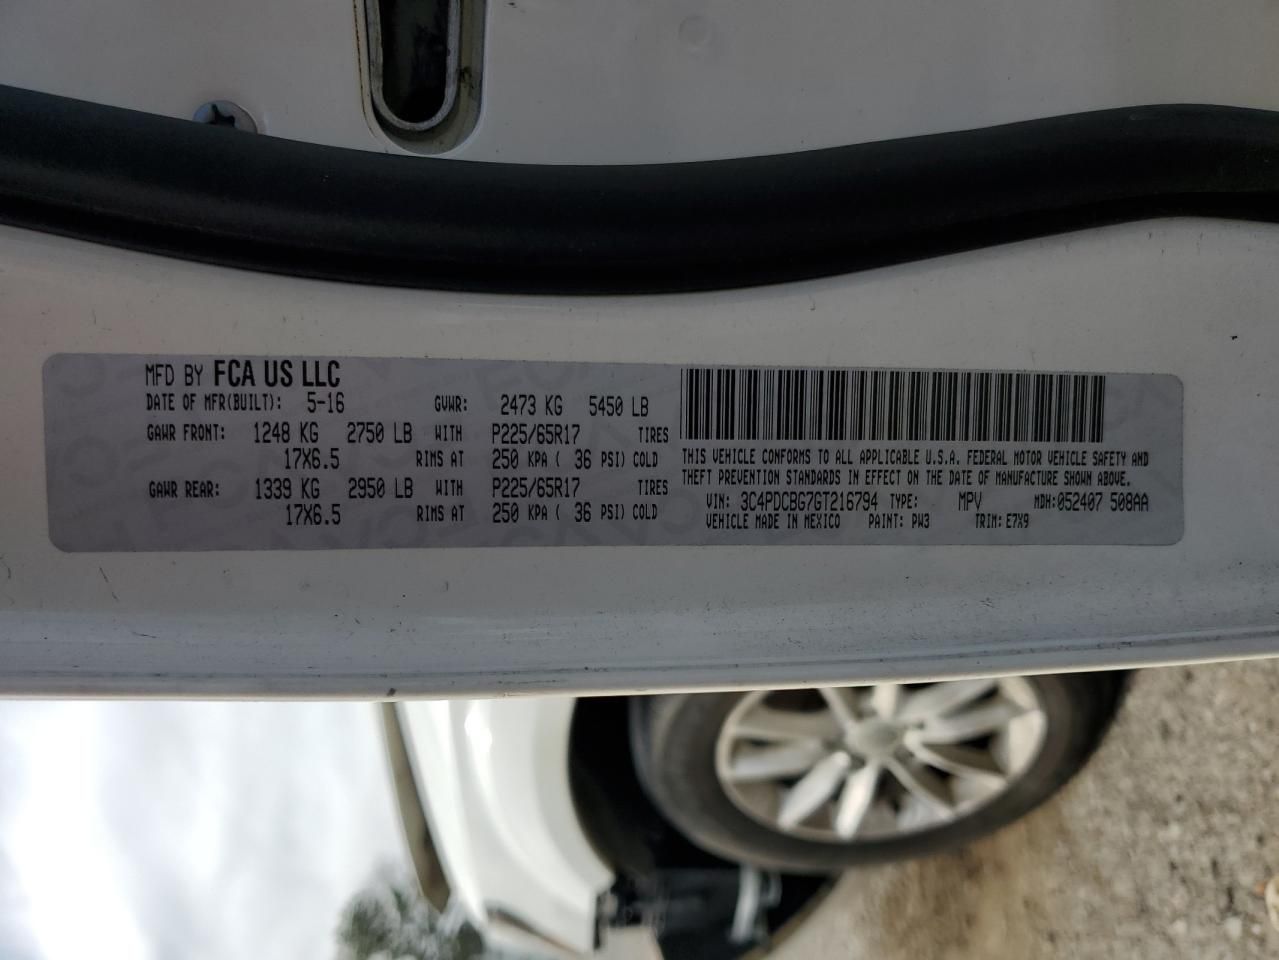 MFD BY FCA US LLC
DATE OF MFR(BUILT): 5-16 GVWR: 2473 KG 5450 LB
GAWR FRONT: 1248 KG 2750 LB WITH P225/65R17 TIRES
17X6.5 RIMS AT 250 KPA ( 36 PSI) COLD
GAWR REAR: 1339 KG 2950 LB WITH P225/65R17 TIRES
17X6.5 RIMS AT 250 KPA ( 36 PSI) COLD
THIS VEHICLE CONFORMS TO ALL APPLICABLE U.S.A. FEDERAL MOTOR VEHICLE SAFETY AND
THEFT PREVENTION STANDARDS IN EFFECT ON THE DATE OF MANUFACTURE SHOWN ABOVE.
VIN: 3C4PDCBG7GT216794 TYPE: MPV MDH:052407 508AA
VEHICLE MADE IN MEXICO PAINT: PW3 TRIM: E7X9